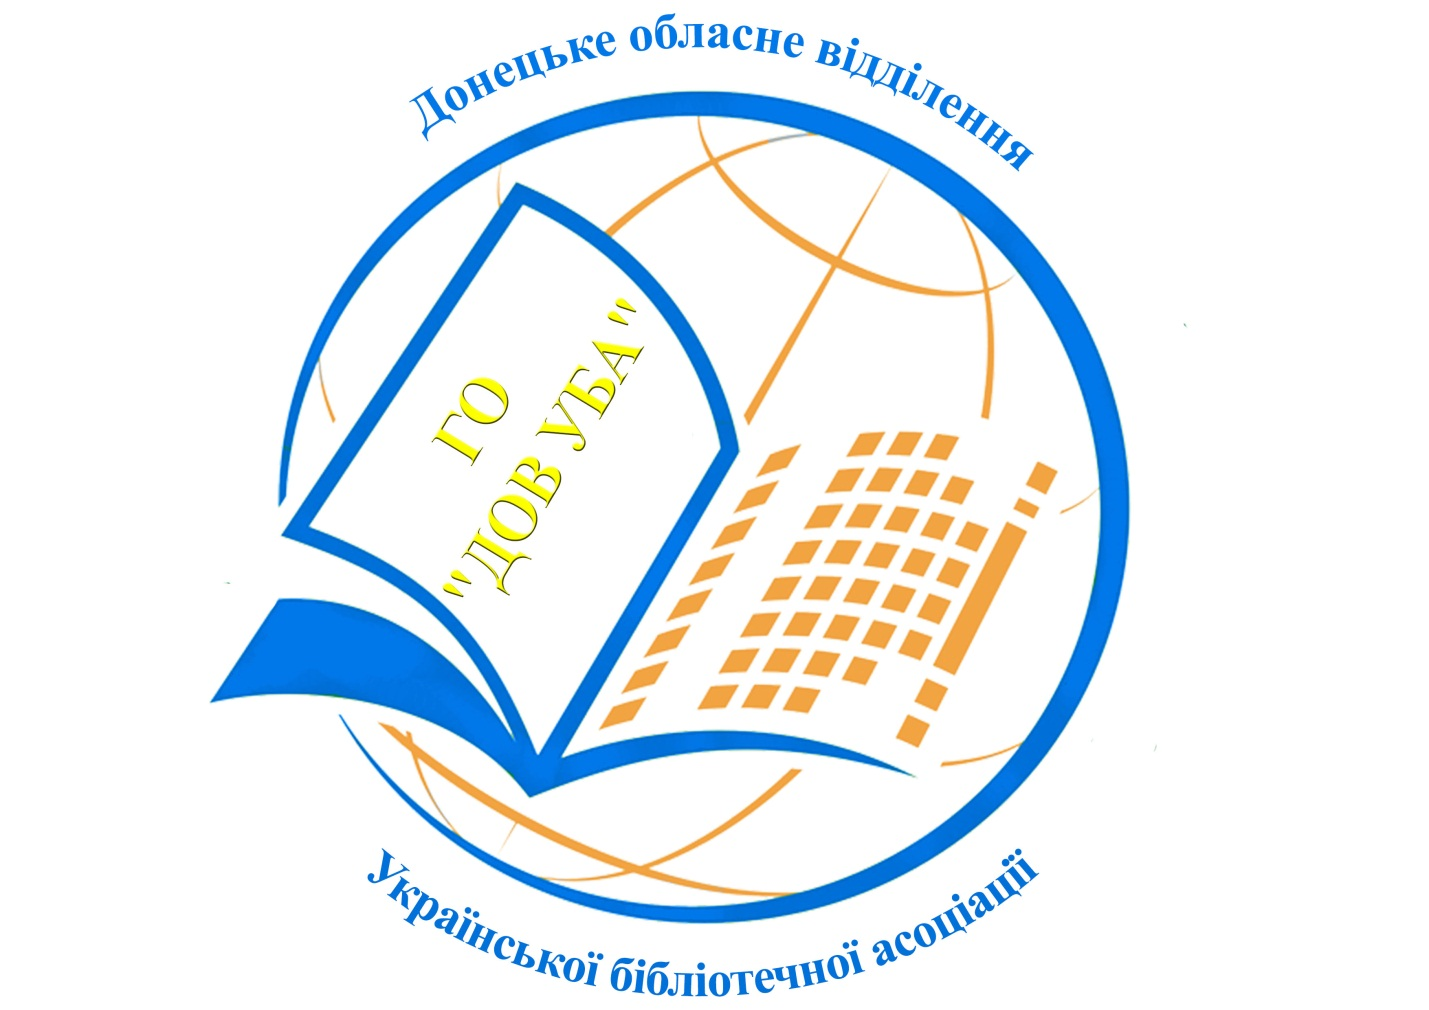 Донецьке обласне відділення
ГО
"ДОВ УБА"
Української бібліотечної асоціації